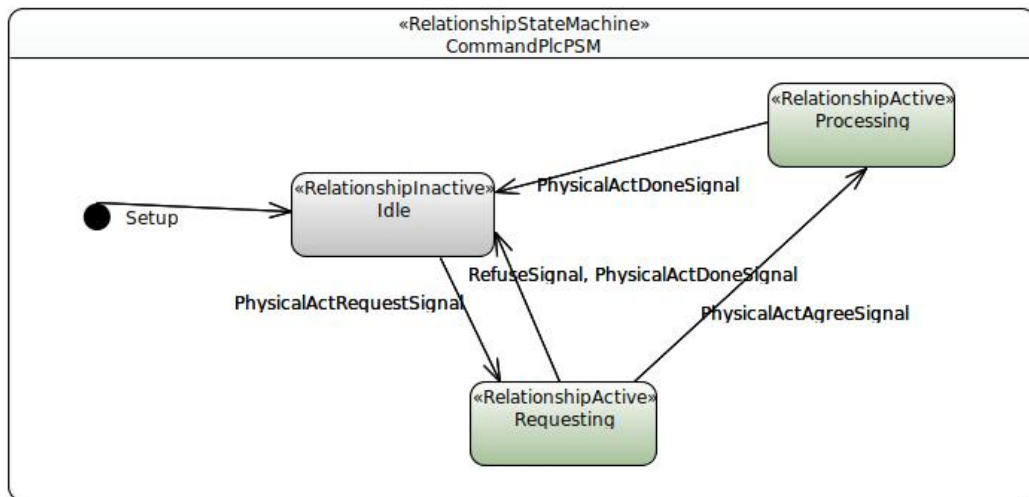 «RelationshipStateMachine»
CommandPlcPSM
«RelationshipActive»
Processing
«RelationshipInactive»
Idle
PhysicalActDoneSignal
Setup
RefuseSignal, PhysicalActDoneSignal
PhysicalActRequestSignal
PhysicalActAgreeSignal
«RelationshipActive»
Requesting